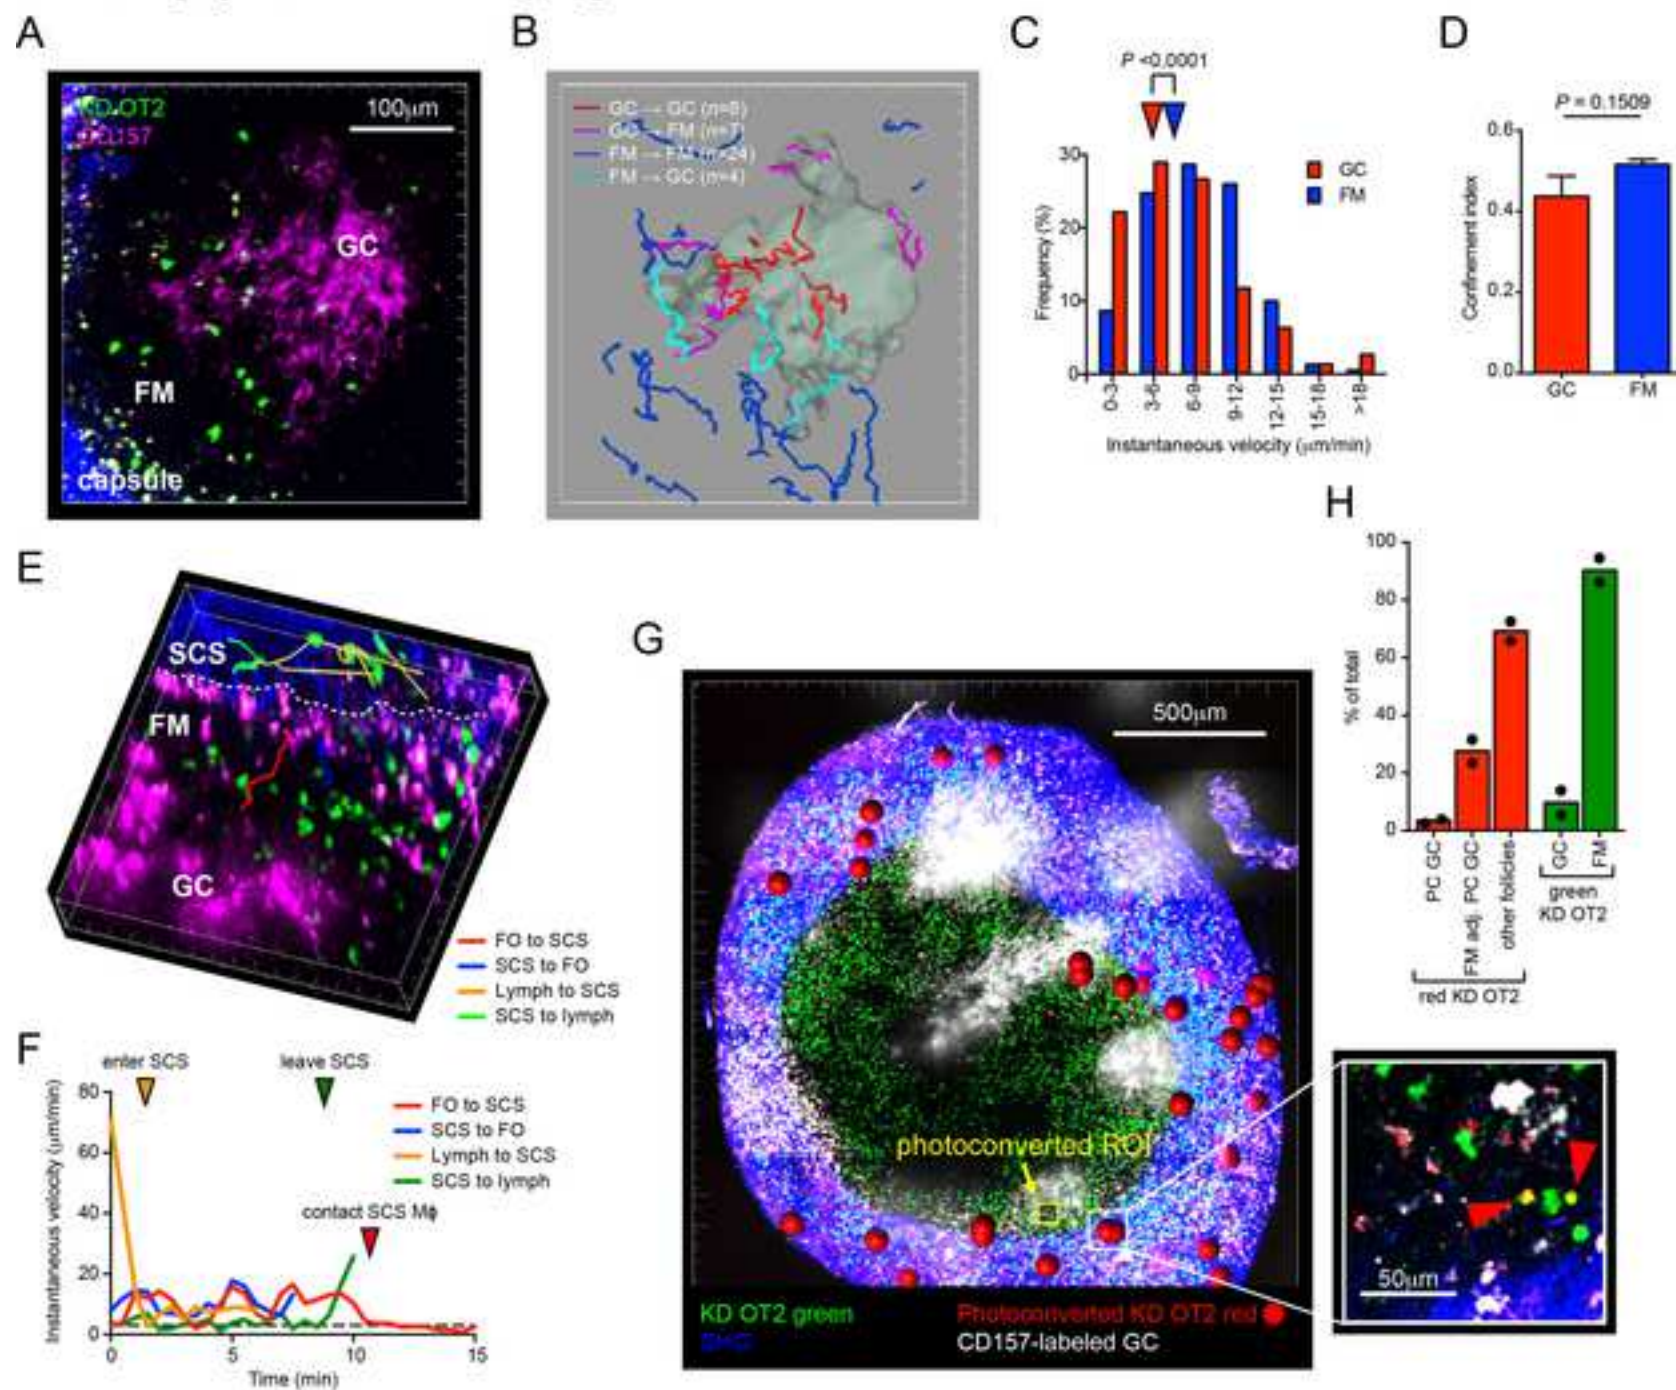 A
KD OT2
CD157
100μm
GC
FM
capsule
B
GC → GC (n=8)
GC → FM (n=7)
FM → FM (n=24)
FM → GC (n=4)
C
P <0.0001
GC
FM
Frequency (%)
30
20
10
0
0-3
3-6
6-9
9-12
12-15
15-18
>18
Instantaneous velocity (μm/min)
D
P = 0.1509
Confinement index
0.6
0.4
0.2
0.0
GC
FM
E
SCS
FM
GC
FO to SCS
SCS to FO
Lymph to SCS
SCS to lymph
F
enter SCS
leave SCS
contact SCS Mϕ
FO to SCS
SCS to FO
Lymph to SCS
SCS to lymph
Instantaneous velocity (μm/min)
80
60
40
20
0
0
5
10
15
Time (min)
G
500μm
photoconverted ROI
KD OT2 green
Photoconverted KD OT2 red
SHG
CD157-labeled GC
50μm
H
% of total
100
80
60
40
20
0
PC GC
FM adj. PC GC
other follicles
GC
FM
red KD OT2
green
KD OT2